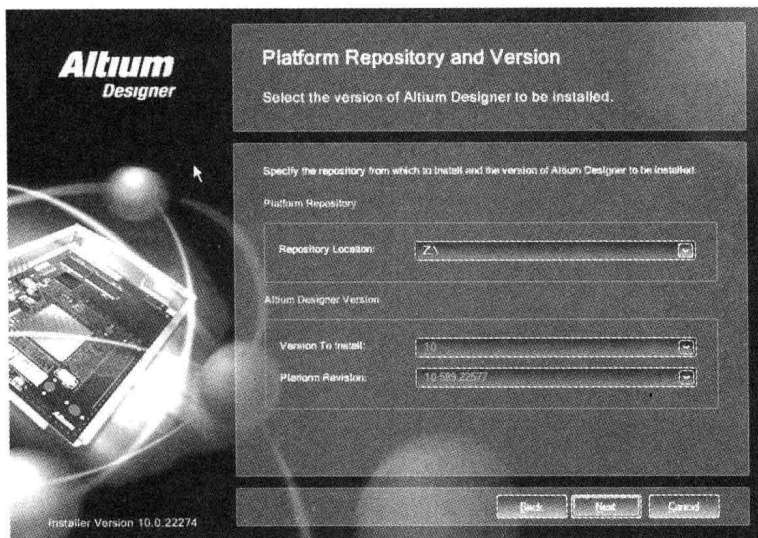 Altium
Designer
Platform Repository and Version
Select the version of Altium Designer to be installed.
Specify the repository from which to install and the version of Altium Designer to be installed.
Platform Repository
Repository Location:
Z:\
Altium Designer Version
Version To Install:
10
Platform Revision:
10.589.22577
Back
Next
Cancel
Installer Version 10.0.22274